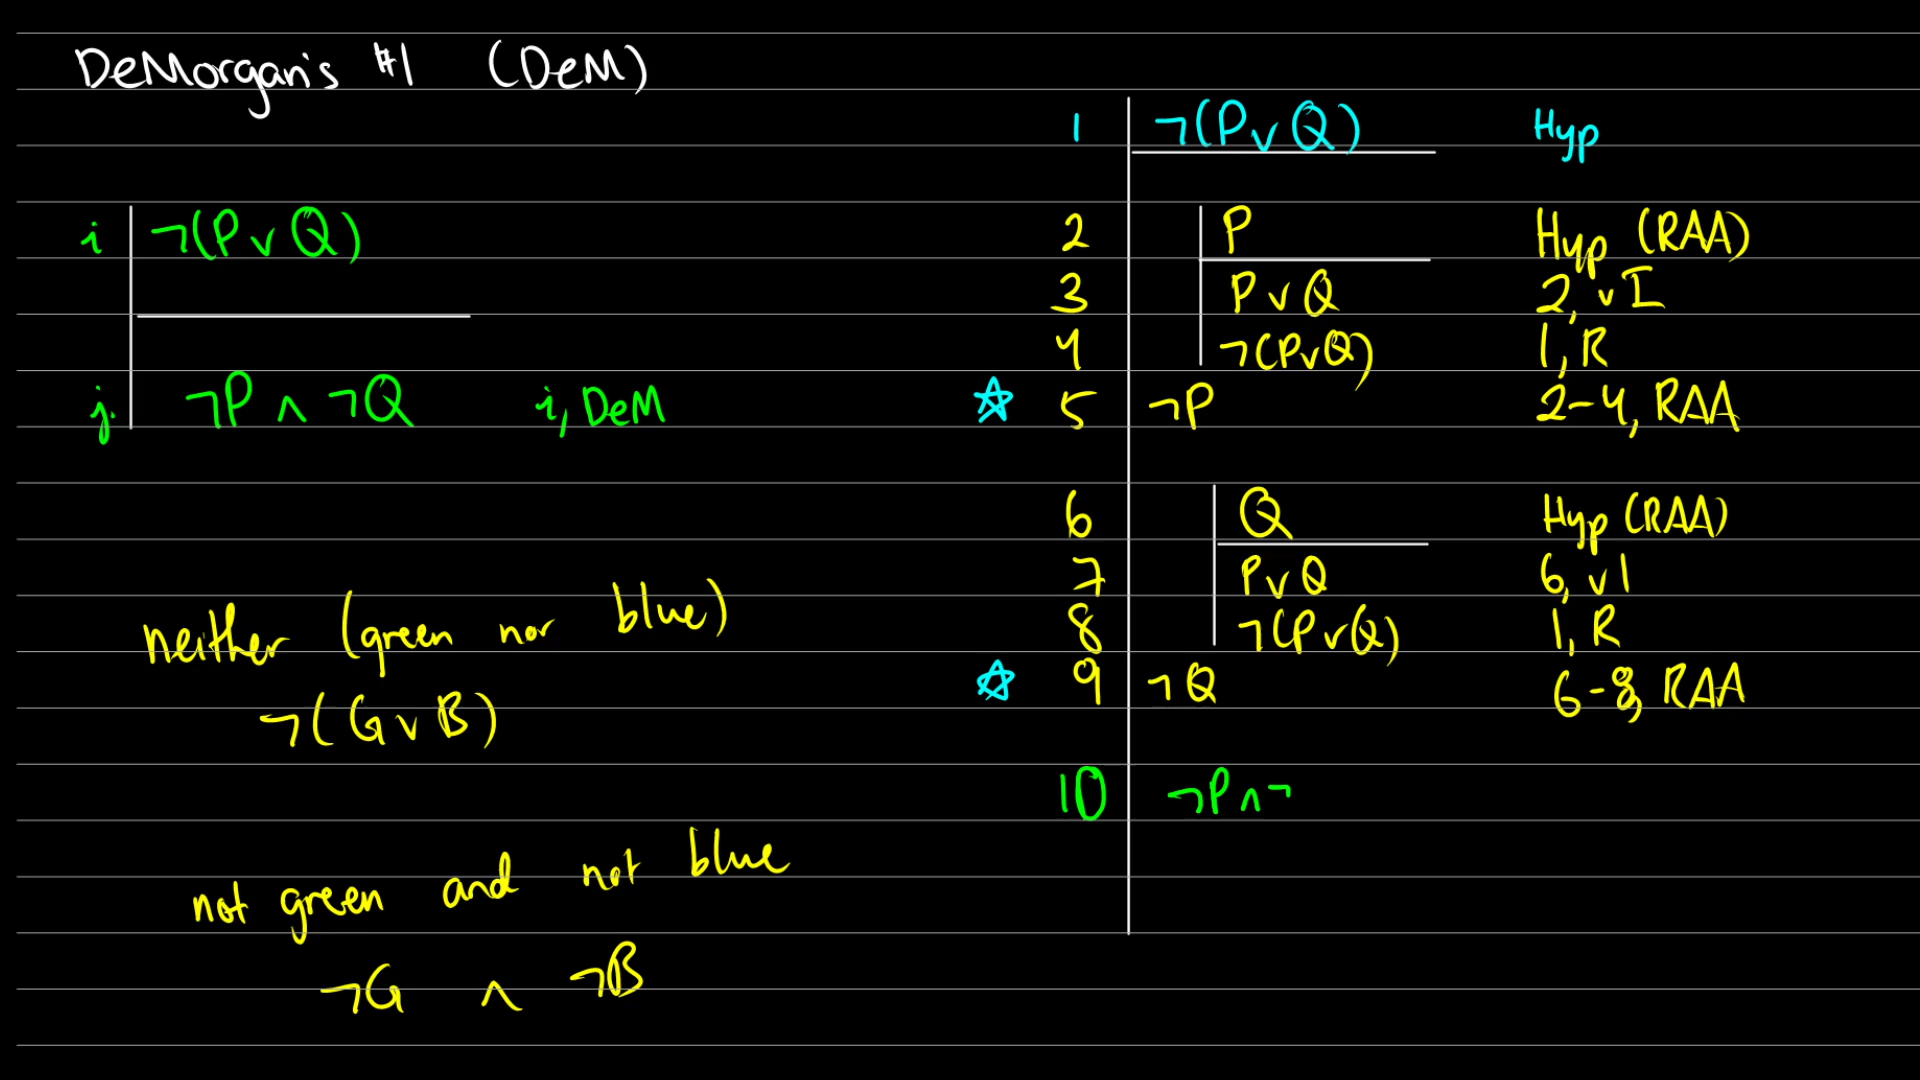 DeMorgan's #1 (DeM)
i ¬(P∨Q)
j. ¬P ∧ ¬Q i, DeM
neither (green nor blue)
¬(G∨B)
not green and not blue
¬G ∧ ¬B
1 ¬(P∨Q) Hyp
2 P Hyp (RAA)
3 P∨Q 2, ∨I
4 ¬(P∨Q) 1, R
☆ 5 ¬P 2-4, RAA
6 Q Hyp (RAA)
7 P∨Q 6, ∨I
8 ¬(P∨Q) 1, R
☆ 9 ¬Q 6-8, RAA
10 ¬P∧¬